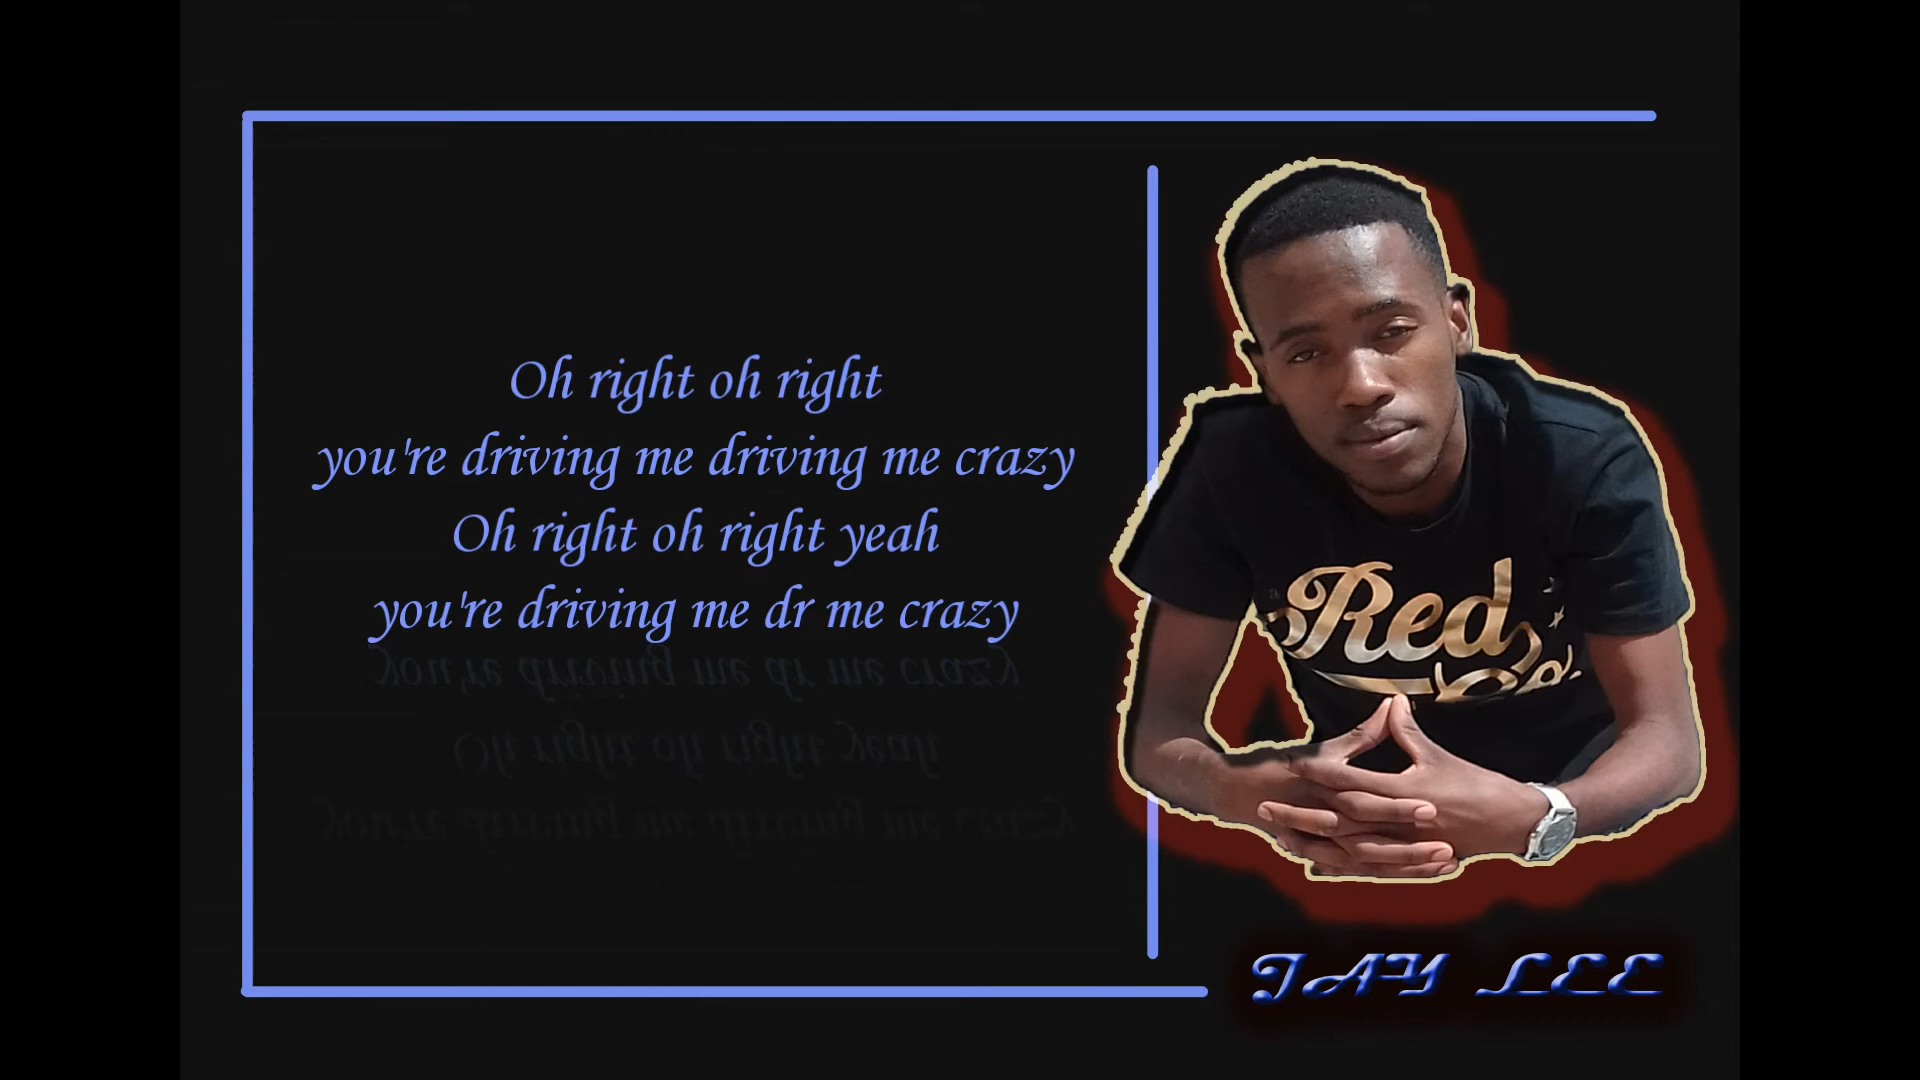 Oh right oh right
you're driving me driving me crazy
Oh right oh right yeah
you're driving me dr me crazy
Red
JAY LEE